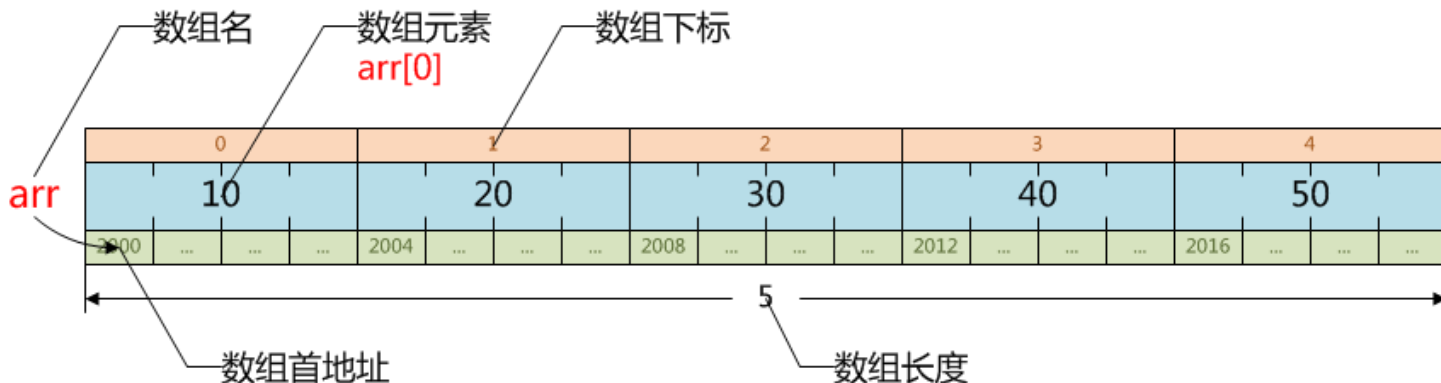 数组名 数组元素 数组下标
arr[0]
0 1 2 3 4
arr 10 20 30 40 50
2000 ... ... ... 2004 ... ... ... 2008 ... ... ... 2012 ... ... ... 2016 ... ... ...
5
数组首地址 数组长度